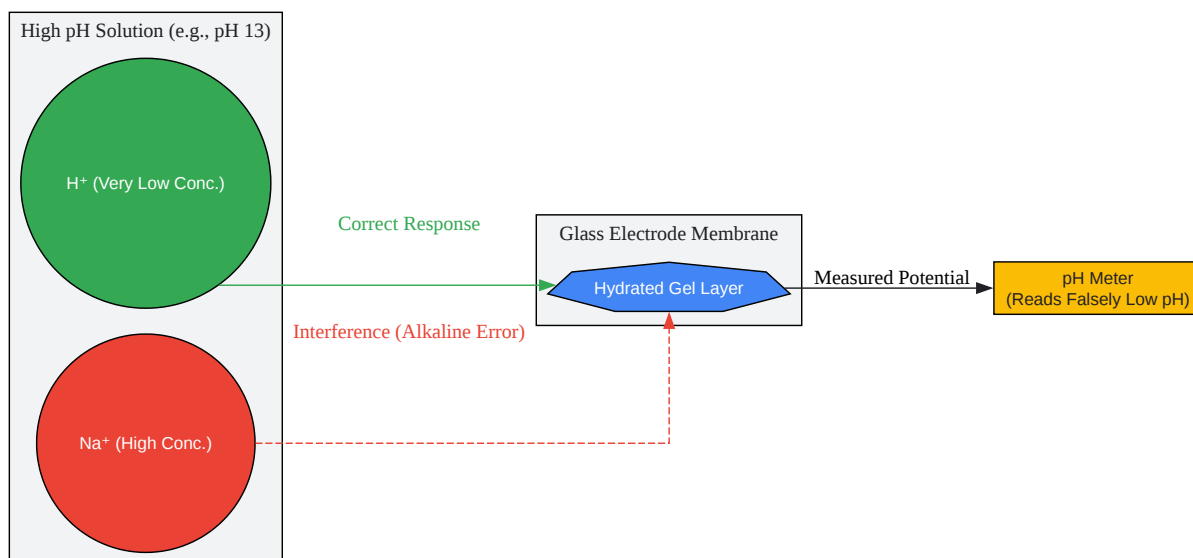 High pH Solution (e.g., pH 13)
H⁺ (Very Low Conc.)
Correct Response
Glass Electrode Membrane
Hydrated Gel Layer
Measured Potential
pH Meter
(Reads Falsely Low pH)
Interference (Alkaline Error)
Na⁺ (High Conc.)